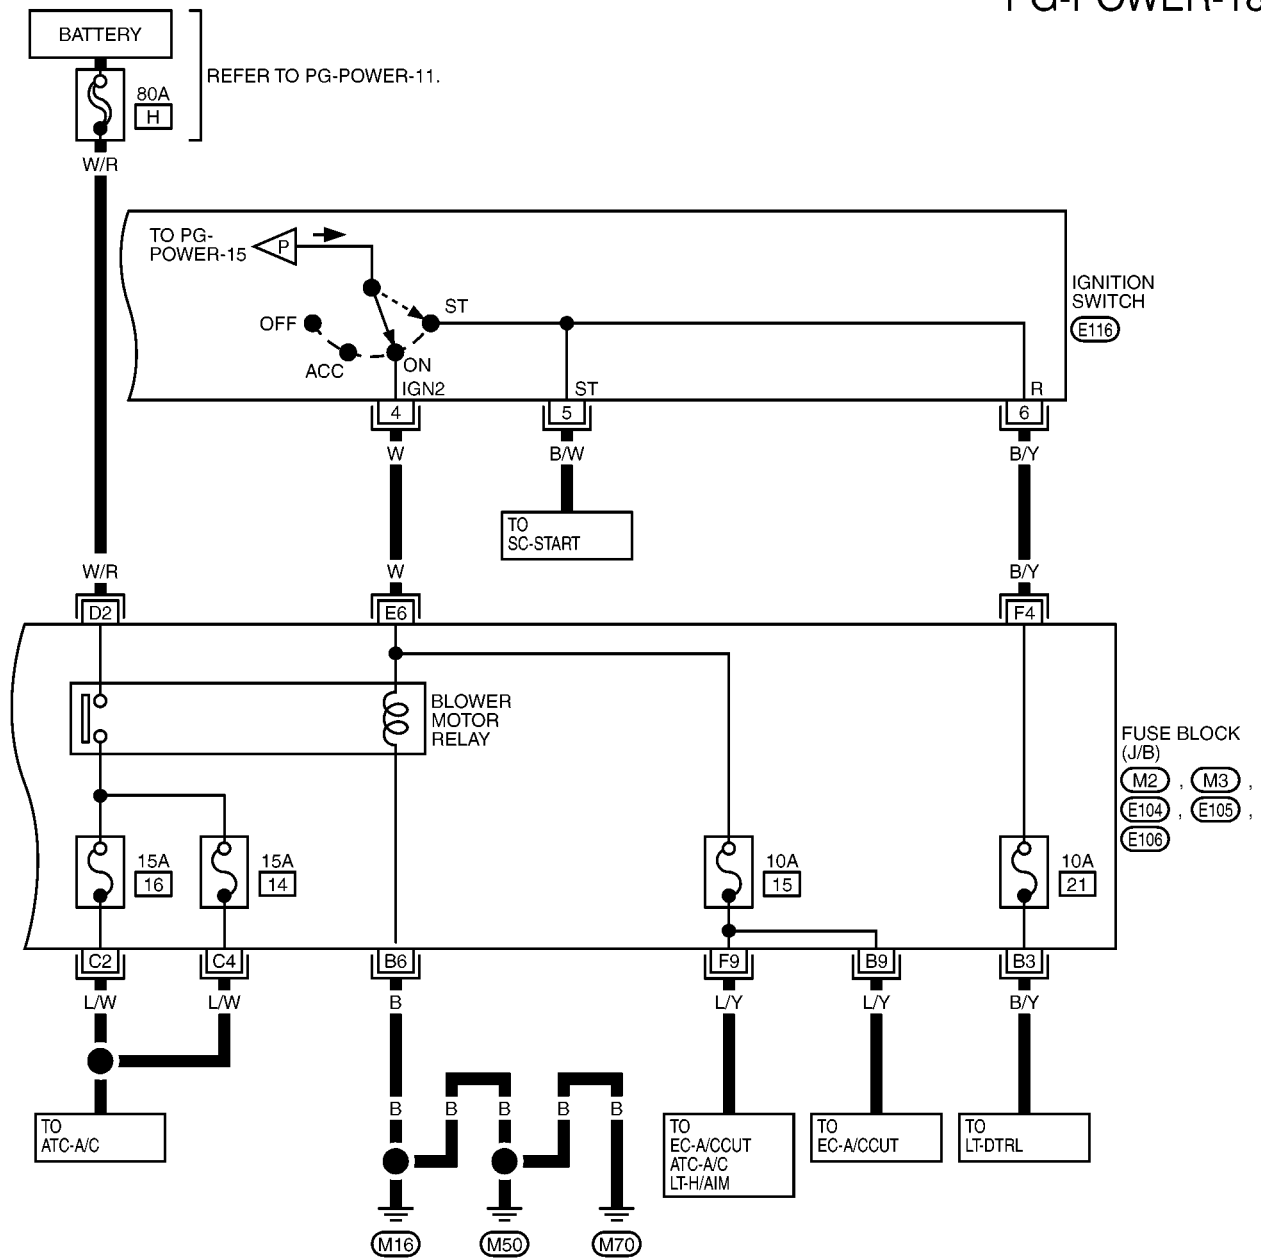 PG-POWER-18
BATTERY
REFER TO PG-POWER-11.
80A
H
W/R
TO PG-
POWER-15
P
ST
OFF
ACC
ON
IGN2
ST
R
IGNITION
SWITCH
E116
4
5
6
W
B/W
B/Y
TO
SC-START
W/R
W
B/Y
D2
E6
F4
BLOWER
MOTOR
RELAY
FUSE BLOCK
(J/B)
M2 , M3 ,
E104 , E105 ,
E106
15A
16
15A
14
10A
15
10A
21
C2
C4
B6
F9
B9
B3
L/W
L/W
B
L/Y
L/Y
B/Y
B
B
B
B
B
TO
ATC-A/C
TO
EC-A/CCUT
ATC-A/C
LT-H/AIM
TO
EC-A/CCUT
TO
LT-DTRL
M16
M50
M70